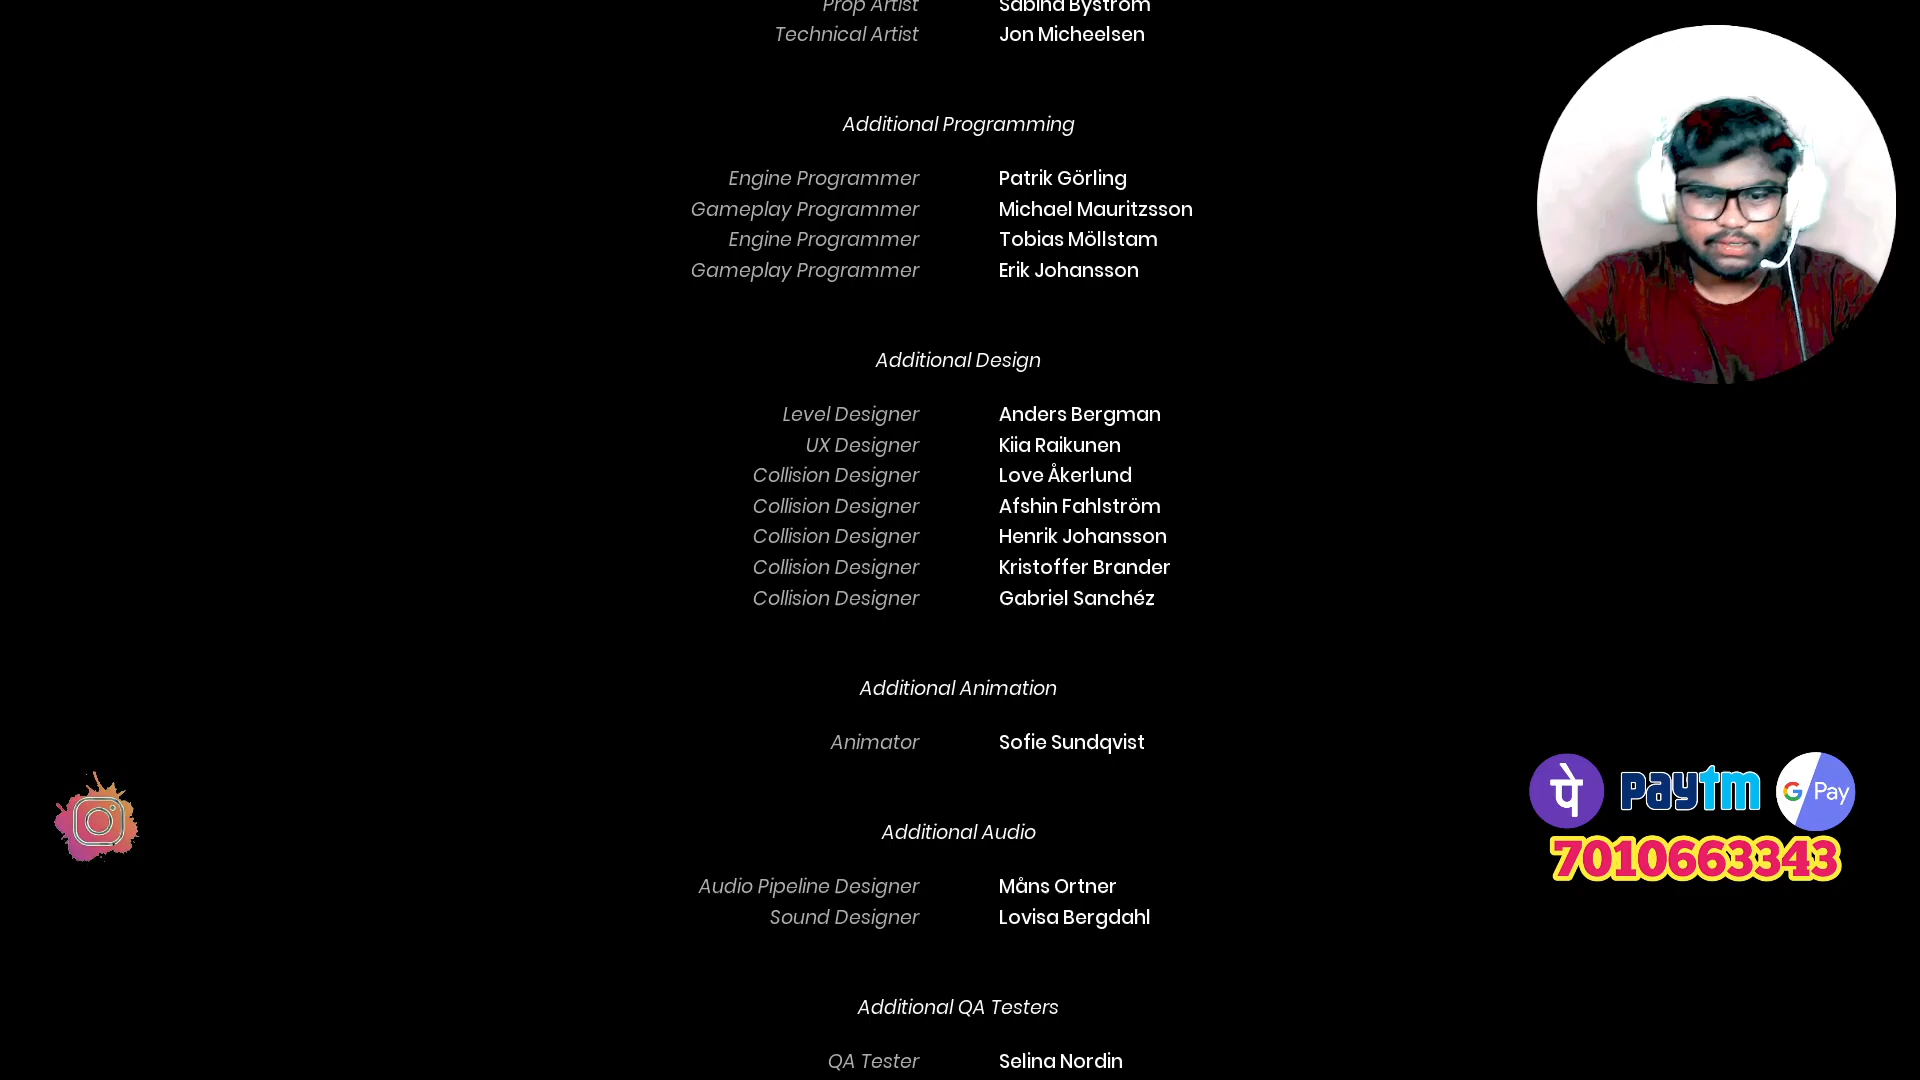 Prop Artist Sabina Byström
Technical Artist Jon Micheelsen
Additional Programming
Engine Programmer Patrik Görling
Gameplay Programmer Michael Mauritzsson
Engine Programmer Tobias Möllstam
Gameplay Programmer Erik Johansson
Additional Design
Level Designer Anders Bergman
UX Designer Kiia Raikunen
Collision Designer Love Åkerlund
Collision Designer Afshin Fahlström
Collision Designer Henrik Johansson
Collision Designer Kristoffer Brander
Collision Designer Gabriel Sanchéz
Additional Animation
Animator Sofie Sundqvist
पे paytm G Pay
7010663343
Additional Audio
Audio Pipeline Designer Måns Ortner
Sound Designer Lovisa Bergdahl
Additional QA Testers
QA Tester Selina Nordin